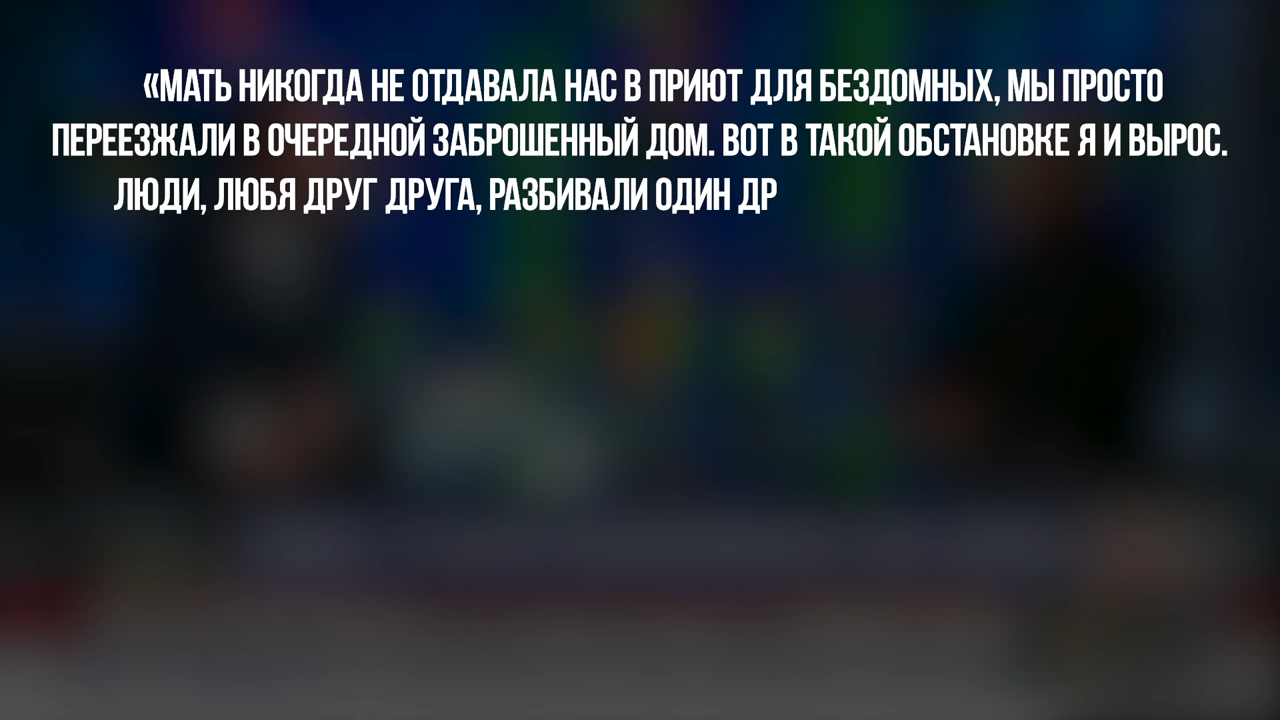 «МАТЬ НИКОГДА НЕ ОТДАВАЛА НАС В ПРИЮТ ДЛЯ БЕЗДОМНЫХ, МЫ ПРОСТО
ПЕРЕЕЗЖАЛИ В ОЧЕРЕДНОЙ ЗАБРОШЕННЫЙ ДОМ. ВОТ В ТАКОЙ ОБСТАНОВКЕ Я И ВЫРОС.
ЛЮДИ, ЛЮБЯ ДРУГ ДРУГА, РАЗБИВАЛИ ОДИН ДР